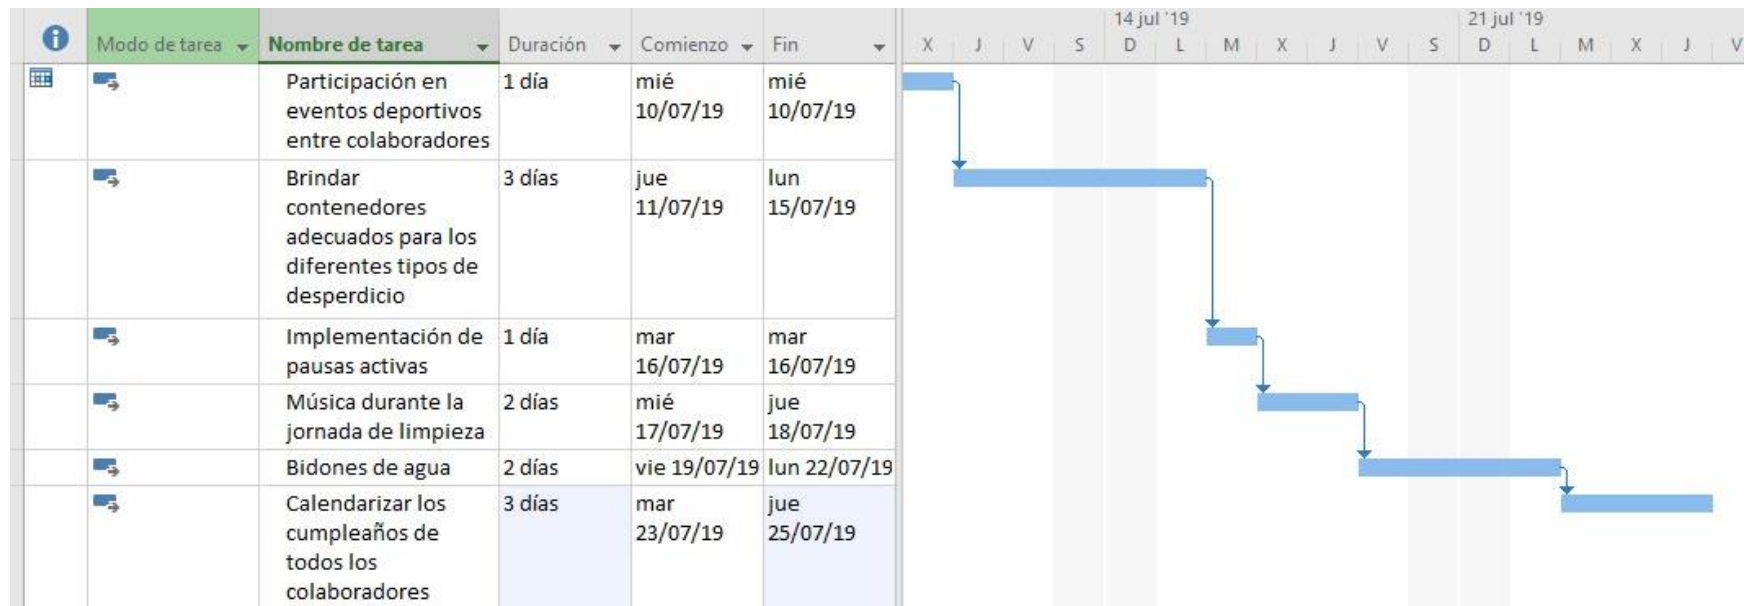 14 jul '19 21 jul '19
Modo de tarea Nombre de tarea Duración Comienzo Fin X J V S D L M X J V S D L M X J V
Participación en 1 día mié mié
eventos deportivos 10/07/19 10/07/19
entre colaboradores
Brindar 3 días jue lun
contenedores 11/07/19 15/07/19
adecuados para los
diferentes tipos de
desperdicio
Implementación de 1 día mar mar
pausas activas 16/07/19 16/07/19
Música durante la 2 días mié jue
jornada de limpieza 17/07/19 18/07/19
Bidones de agua 2 días vie 19/07/19 lun 22/07/19
Calendarizar los 3 días mar jue
cumpleaños de 23/07/19 25/07/19
todos los
colaboradores